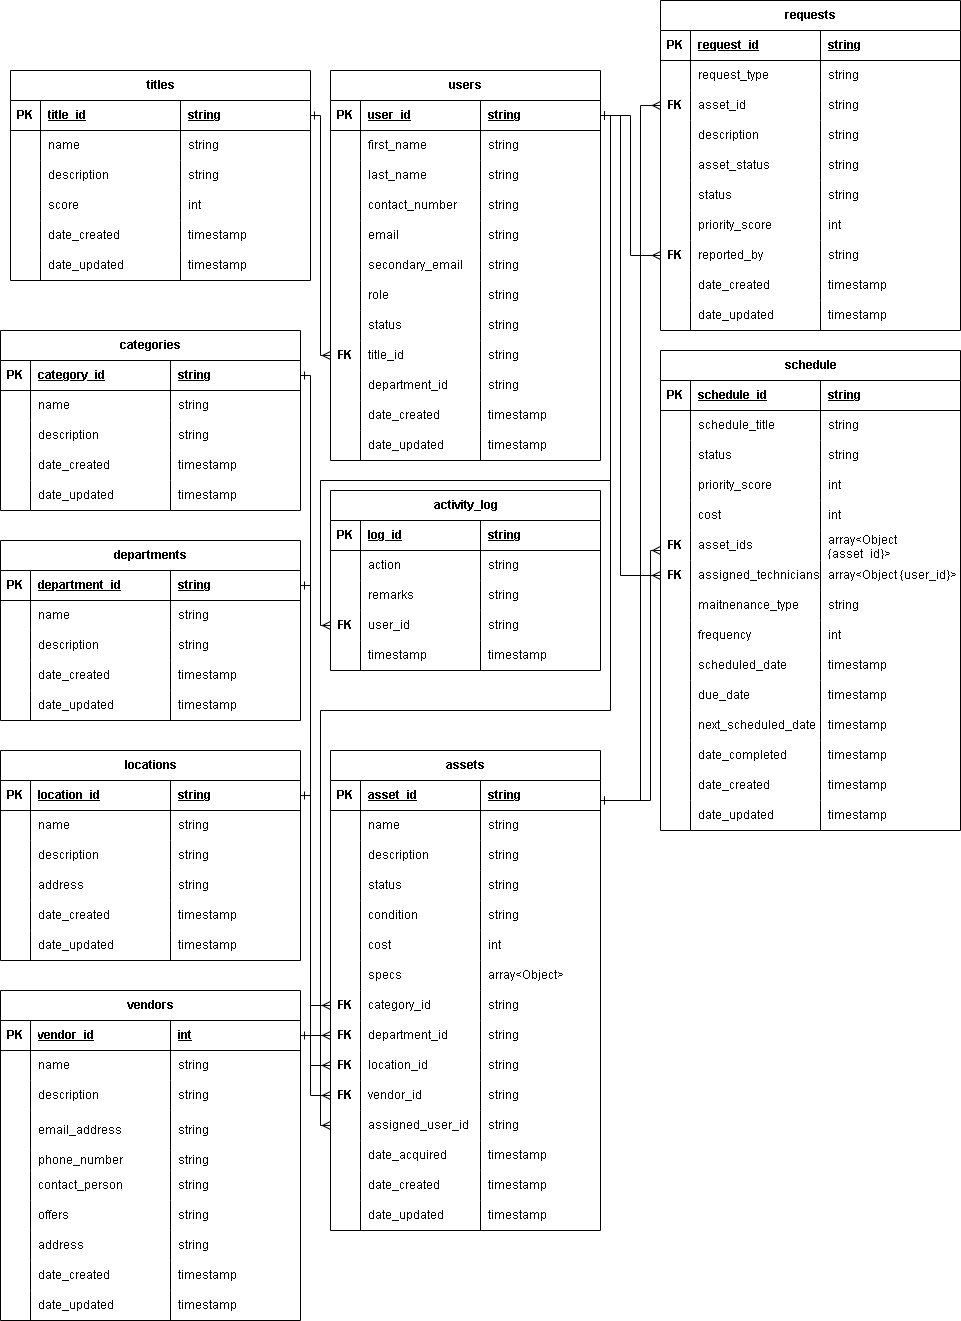 titles
PK title_id string
name string
description string
score int
date_created timestamp
date_updated timestamp
categories
PK category_id string
name string
description string
date_created timestamp
date_updated timestamp
departments
PK department_id string
name string
description string
date_created timestamp
date_updated timestamp
locations
PK location_id string
name string
description string
address string
date_created timestamp
date_updated timestamp
vendors
PK vendor_id int
name string
description string
email_address string
phone_number string
contact_person string
offers string
address string
date_created timestamp
date_updated timestamp
users
PK user_id string
first_name string
last_name string
contact_number string
email string
secondary_email string
role string
status string
FK title_id string
department_id string
date_created timestamp
date_updated timestamp
activity_log
PK log_id string
action string
remarks string
FK user_id string
timestamp timestamp
assets
PK asset_id string
name string
description string
status string
condition string
cost int
specs array<Object>
FK category_id string
FK department_id string
FK location_id string
FK vendor_id string
assigned_user_id string
date_acquired timestamp
date_created timestamp
date_updated timestamp
requests
PK request_id string
request_type string
FK asset_id string
description string
asset_status string
status string
priority_score int
FK reported_by string
date_created timestamp
date_updated timestamp
schedule
PK schedule_id string
schedule_title string
status string
priority_score int
cost int
FK asset_ids array<Object
{asset_id}>
FK assigned_technicians array<Object {user_id}>
maitnenance_type string
frequency int
scheduled_date timestamp
due_date timestamp
next_scheduled_date timestamp
date_completed timestamp
date_created timestamp
date_updated timestamp